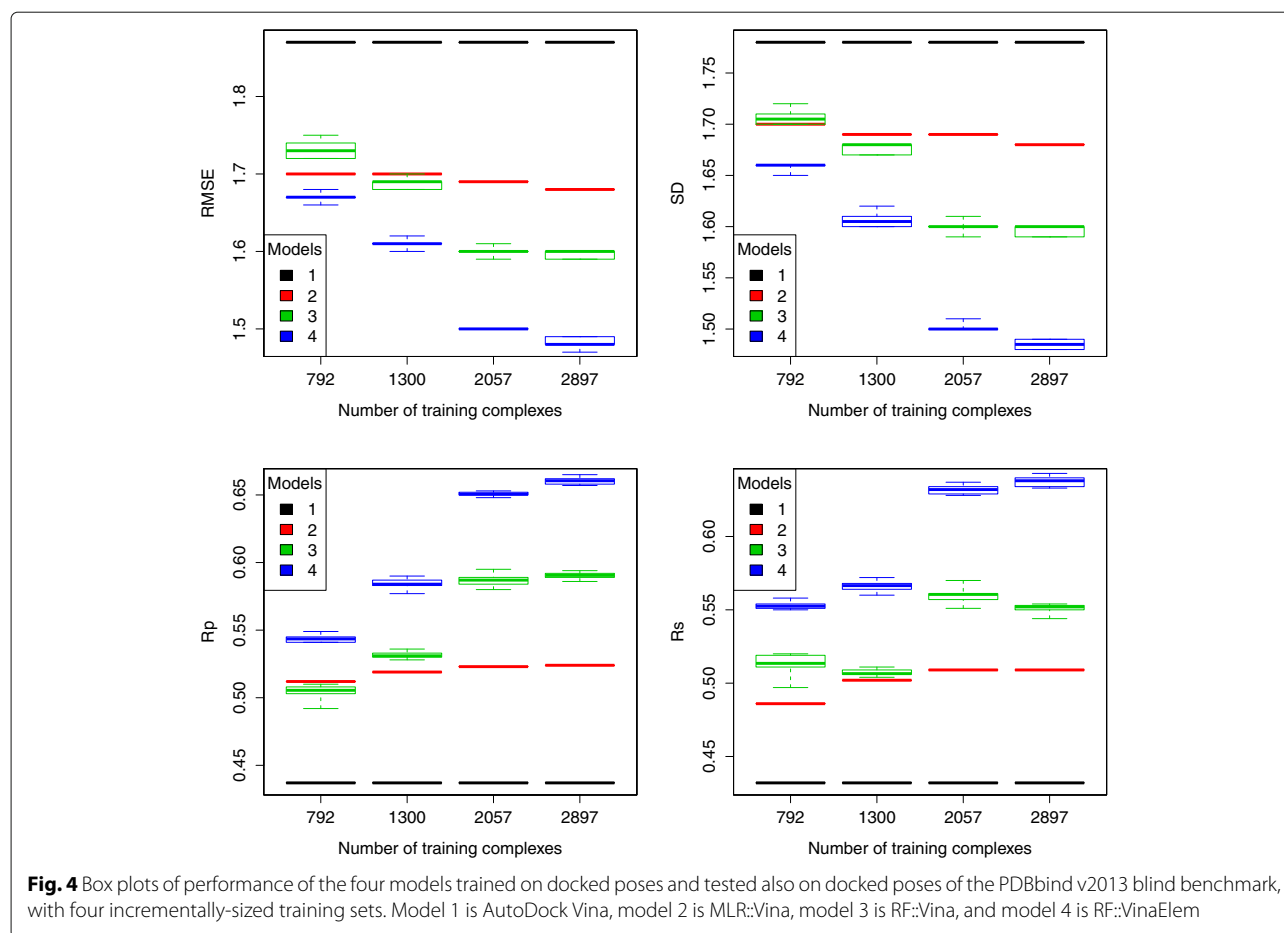 1.8
1.7
1.6
1.5
RMSE
Models
1
2
3
4
792 1300 2057 2897
Number of training complexes
1.75
1.70
1.65
1.60
1.55
1.50
SD
Models
1
2
3
4
792 1300 2057 2897
Number of training complexes
0.65
0.60
0.55
0.50
0.45
Rp
Models
1
2
3
4
792 1300 2057 2897
Number of training complexes
0.60
0.55
0.50
0.45
Rs
Models
1
2
3
4
792 1300 2057 2897
Number of training complexes
Fig. 4 Box plots of performance of the four models trained on docked poses and tested also on docked poses of the PDBbind v2013 blind benchmark,
with four incrementally-sized training sets. Model 1 is AutoDock Vina, model 2 is MLR::Vina, model 3 is RF::Vina, and model 4 is RF::VinaElem